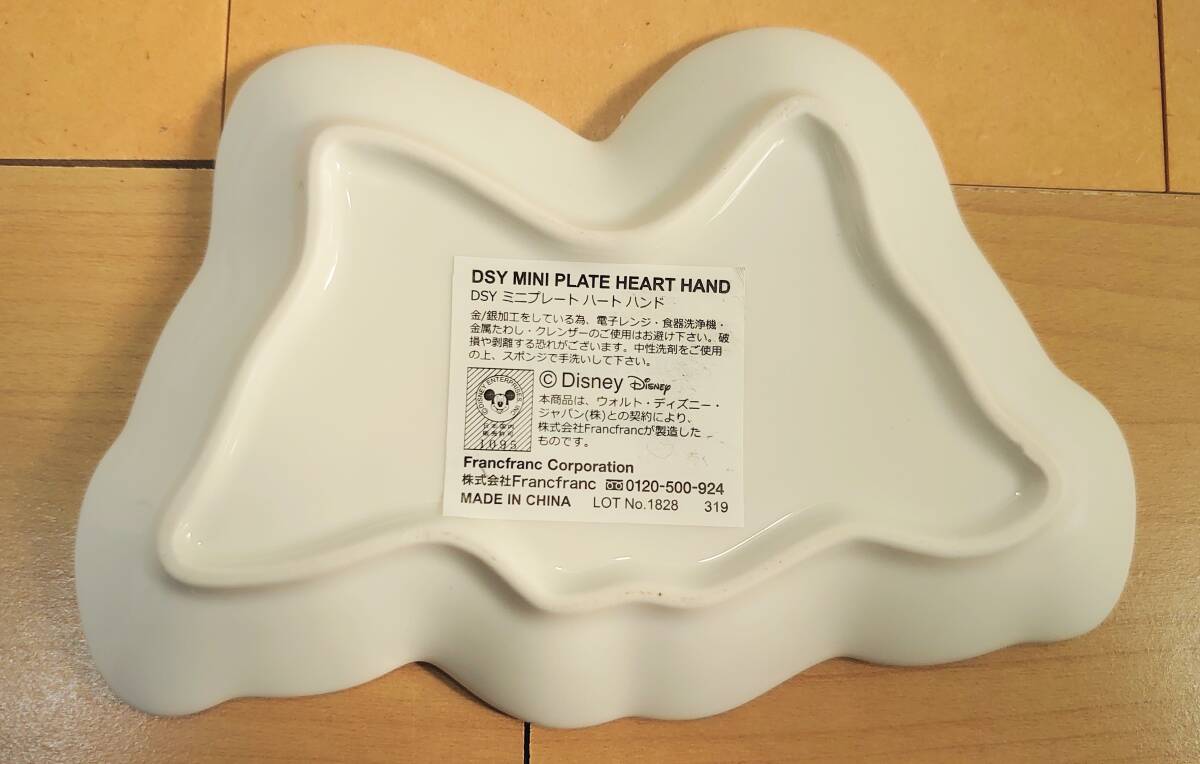 DSY MINI PLATE HEART HAND
DSY ミニプレート ハート ハンド
金/銀加工をしている為、電子レンジ・食器洗浄機・
金属たわし・クレンザーのご使用はお避け下さい。破
損や剥離する恐れがございます。中性洗剤をご使用
の上、スポンジで手洗いして下さい。
©DISNEY ENTERPRISES INC.
1095
© Disney Disney
本商品は、ウォルト・ディズニー・
ジャパン(株)との契約により、
株式会社Francfrancが製造した
ものです。
Francfranc Corporation
株式会社Francfranc 0120-500-924
MADE IN CHINA LOT No.1828 319